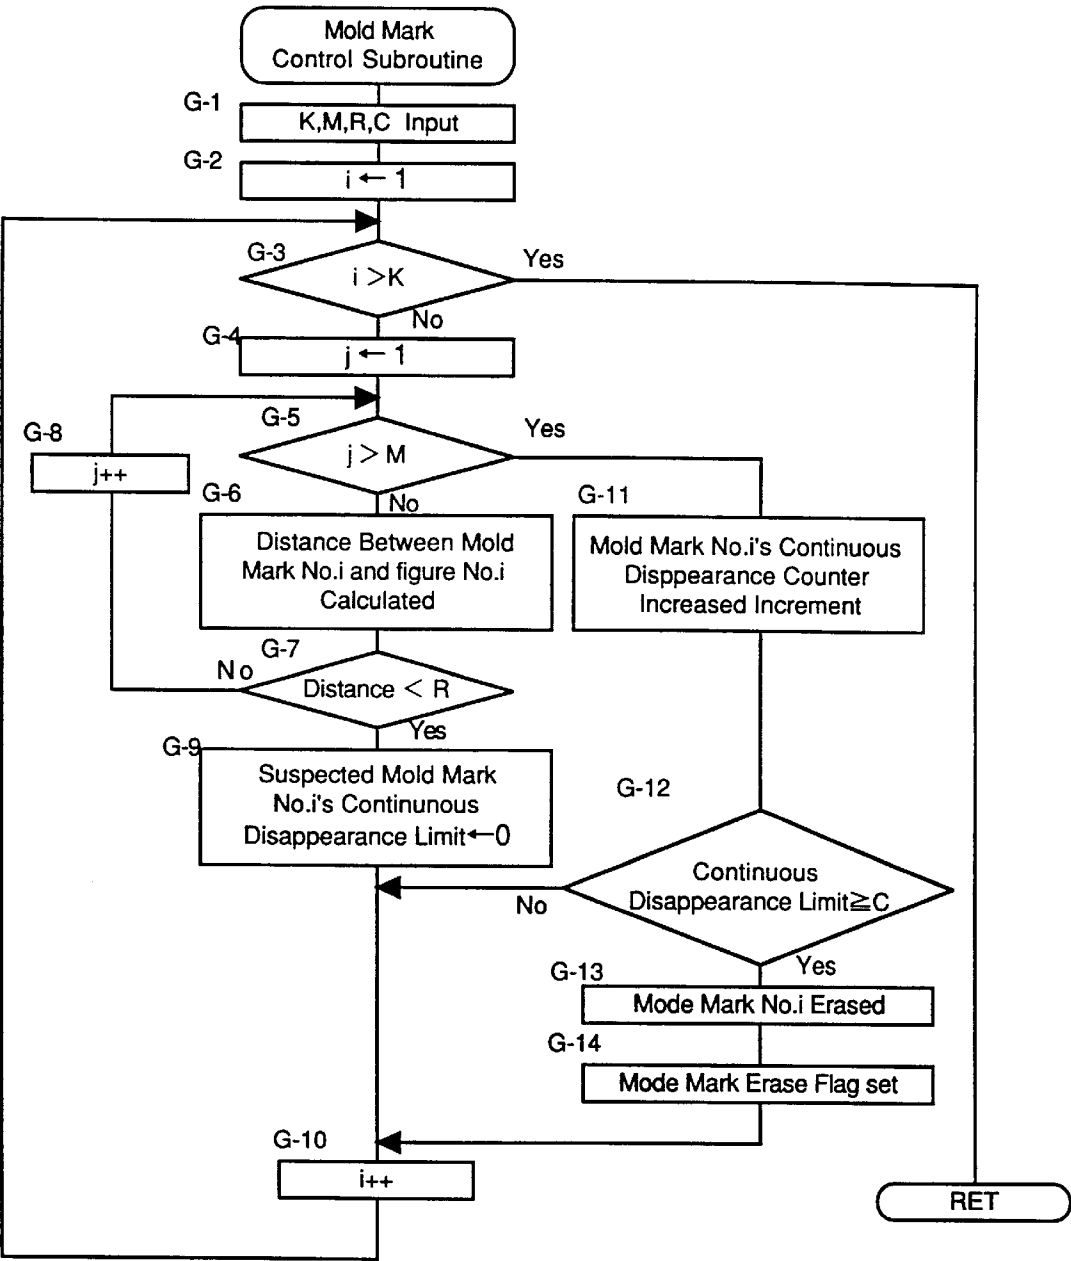 Mold Mark
Control Subroutine
G-1
K,M,R,C Input
G-2
i ← 1
G-3
i >K
Yes
No
G-4
j ← 1
G-5
j > M
Yes
No
G-8
j++
G-6
Distance Between Mold
Mark No.i and figure No.i
Calculated
G-11
Mold Mark No.i's Continuous
Disppearance Counter
Increased Increment
G-7
Distance < R
No
Yes
G-9
Suspected Mold Mark
No.i's Continunous
Disappearance Limit←0
G-12
Continuous
Disappearance Limit≧C
No
Yes
G-13
Mode Mark No.i Erased
G-14
Mode Mark Erase Flag set
G-10
i++
RET